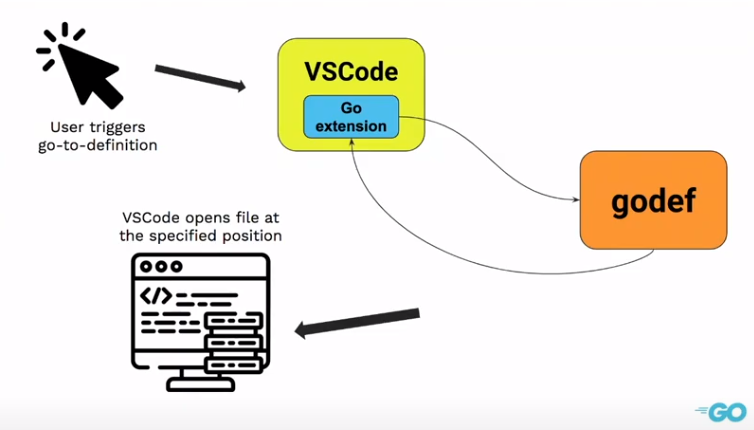 User triggers
go-to-definition
VSCode
Go
extension
godef
VSCode opens file at
the specified position
</>
GO